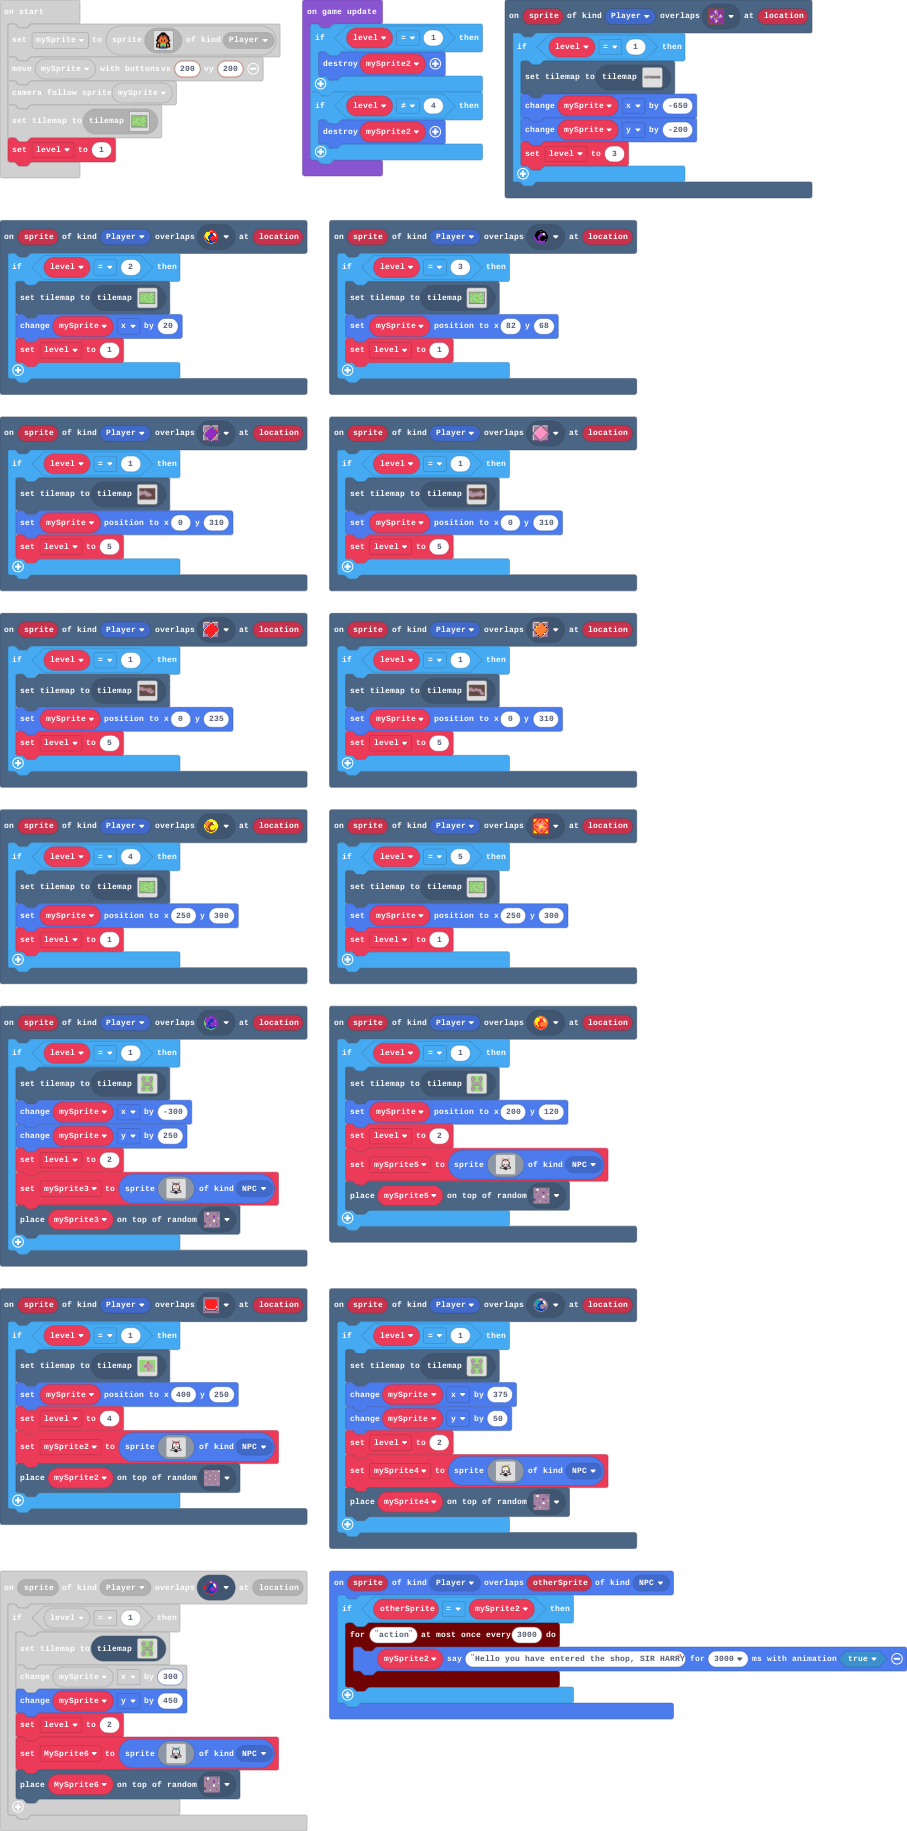 on start
set mySprite to sprite of kind Player
move mySprite with buttons vx 200 vy 200
camera follow sprite mySprite
set tilemap to tilemap
set level to 1
on game update
if level = 1 then
destroy mySprite2
if level ≠ 4 then
destroy mySprite2
on sprite of kind Player overlaps at location
if level = 1 then
set tilemap to tilemap
change mySprite x by -650
change mySprite y by -200
set level to 3
on sprite of kind Player overlaps at location
if level = 2 then
set tilemap to tilemap
change mySprite x by 20
set level to 1
on sprite of kind Player overlaps at location
if level = 3 then
set tilemap to tilemap
set mySprite position to x 82 y 68
set level to 1
on sprite of kind Player overlaps at location
if level = 1 then
set tilemap to tilemap
set mySprite position to x 0 y 310
set level to 5
on sprite of kind Player overlaps at location
if level = 1 then
set tilemap to tilemap
set mySprite position to x 0 y 310
set level to 5
on sprite of kind Player overlaps at location
if level = 1 then
set tilemap to tilemap
set mySprite position to x 0 y 235
set level to 5
on sprite of kind Player overlaps at location
if level = 1 then
set tilemap to tilemap
set mySprite position to x 0 y 310
set level to 5
on sprite of kind Player overlaps at location
if level = 4 then
set tilemap to tilemap
set mySprite position to x 250 y 300
set level to 1
on sprite of kind Player overlaps at location
if level = 5 then
set tilemap to tilemap
set mySprite position to x 250 y 300
set level to 1
on sprite of kind Player overlaps at location
if level = 1 then
set tilemap to tilemap
change mySprite x by -300
change mySprite y by 250
set level to 2
set mySprite3 to sprite of kind NPC
place mySprite3 on top of random
on sprite of kind Player overlaps at location
if level = 1 then
set tilemap to tilemap
set mySprite position to x 200 y 120
set level to 2
set mySprite5 to sprite of kind NPC
place mySprite5 on top of random
on sprite of kind Player overlaps at location
if level = 1 then
set tilemap to tilemap
set mySprite position to x 400 y 250
set level to 4
set mySprite2 to sprite of kind NPC
place mySprite2 on top of random
on sprite of kind Player overlaps at location
if level = 1 then
set tilemap to tilemap
change mySprite x by 375
change mySprite y by 50
set level to 2
set mySprite4 to sprite of kind NPC
place mySprite4 on top of random
on sprite of kind Player overlaps at location
if level = 1 then
set tilemap to tilemap
change mySprite x by 300
change mySprite y by 450
set level to 2
set MySprite6 to sprite of kind NPC
place MySprite6 on top of random
on sprite of kind Player overlaps otherSprite of kind NPC
if otherSprite = mySprite2 then
for "action" at most once every 3000 do
mySprite2 say "Hello you have entered the shop, SIR HARRY" for 3000 ms with animation true